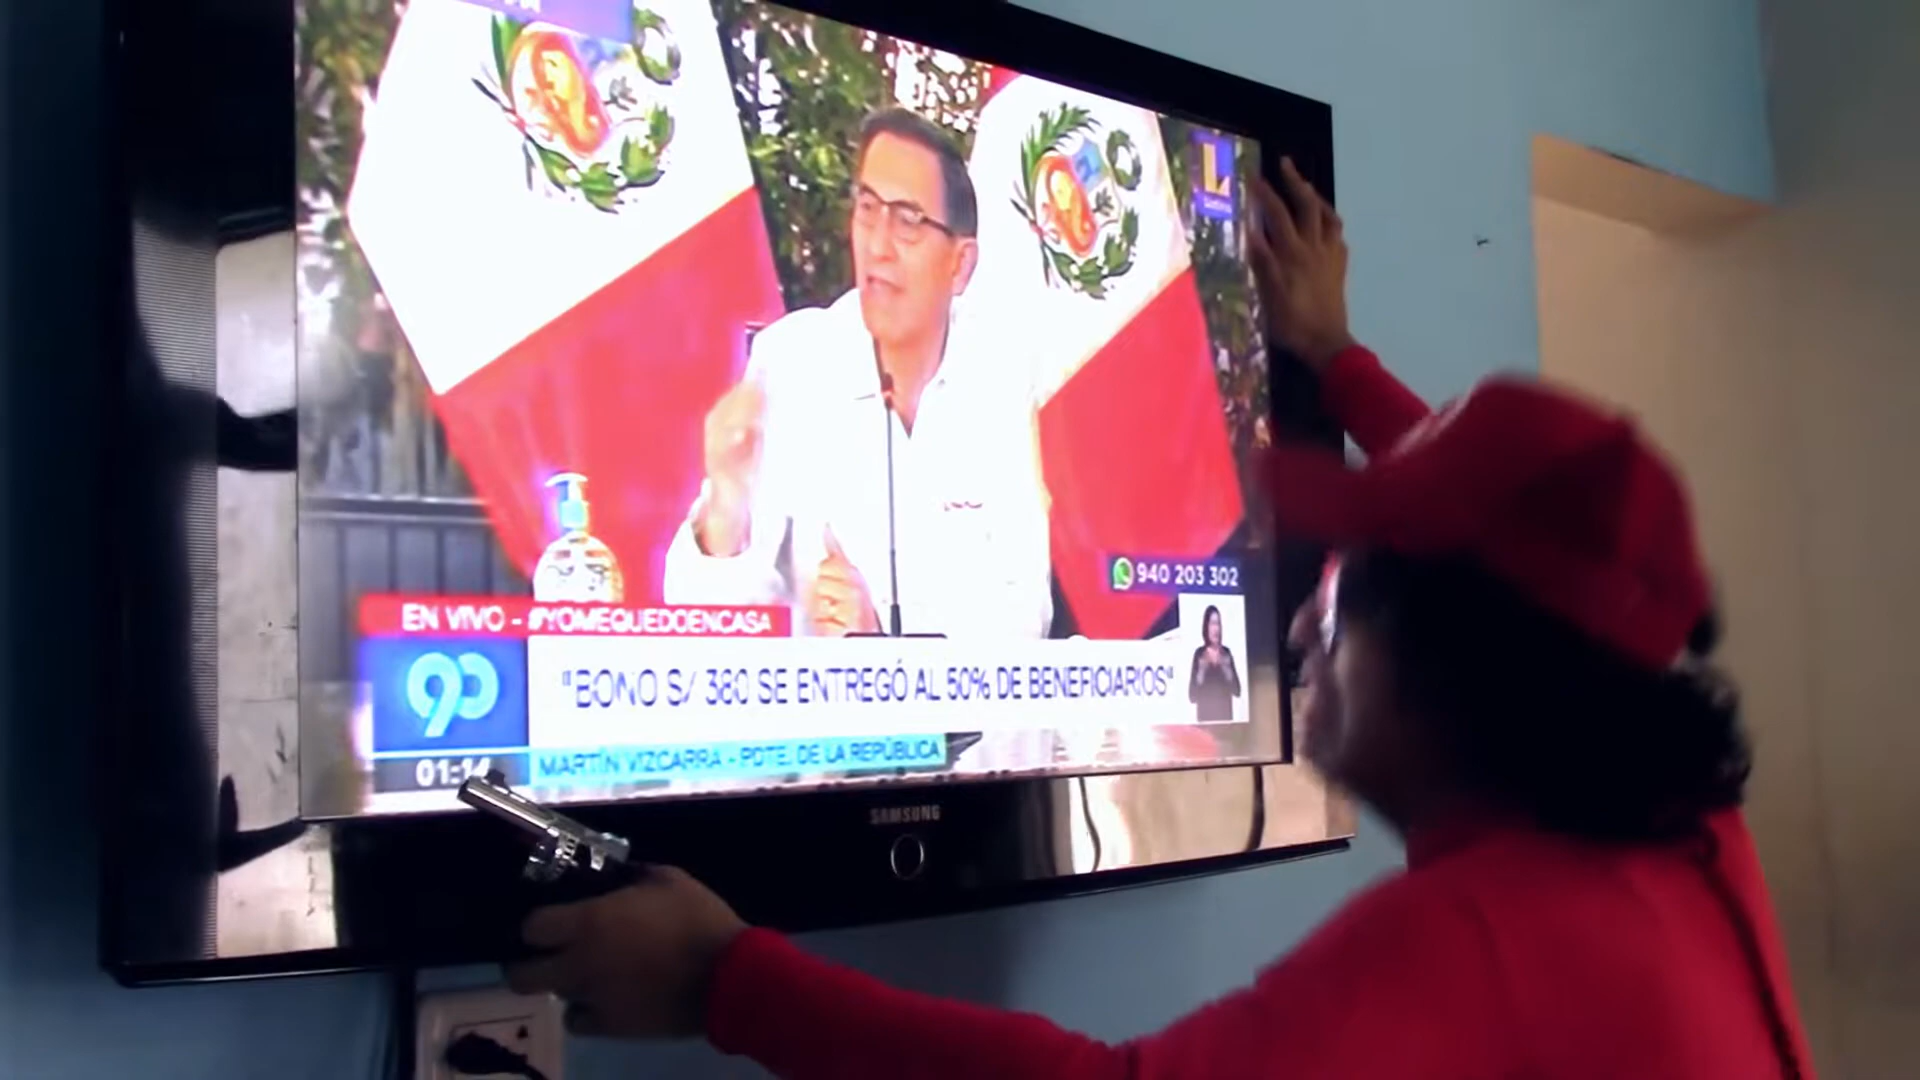 940 203 302
EN VIVO - #YOMEQUEDOENCASA
90
"BONO S/ 380 SE ENTREGÓ AL 50% DE BENEFICIARIOS"
01:14
MARTÍN VIZCARRA - PDTE. DE LA REPÚBLICA
SAMSUNG